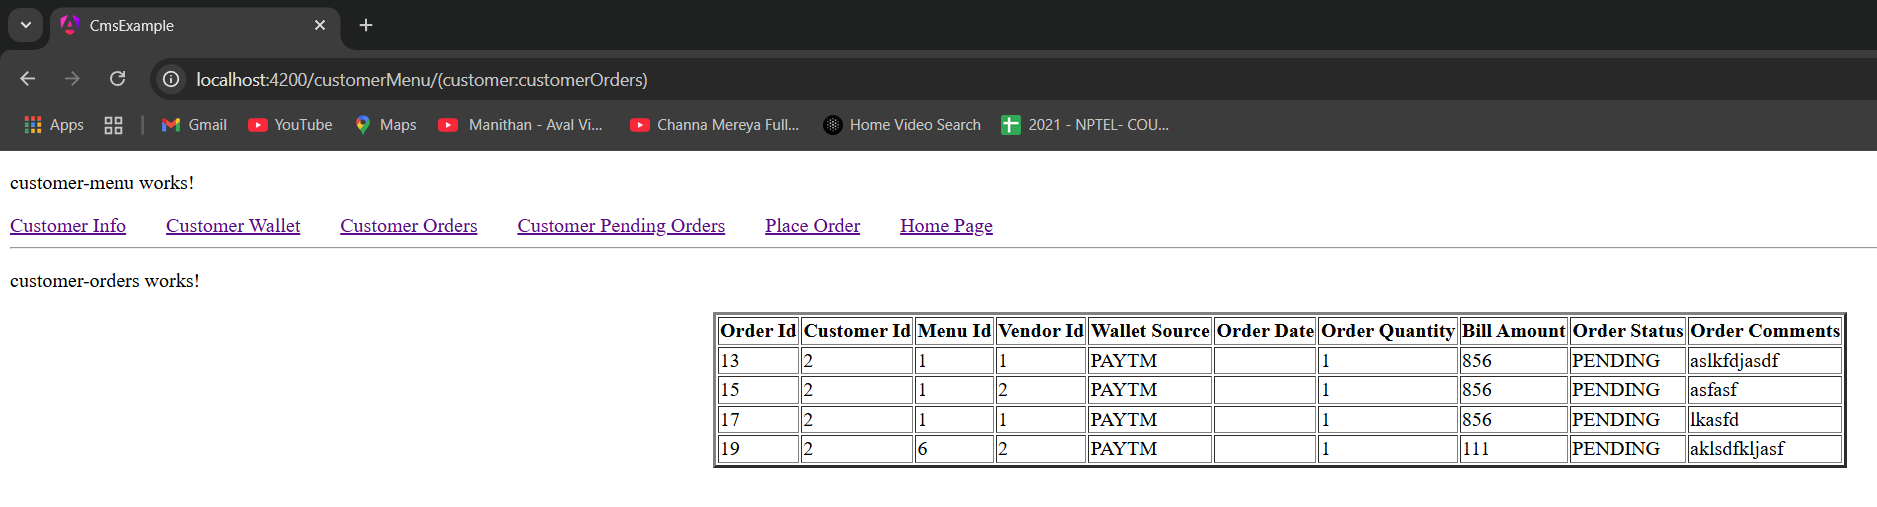 CmsExample
localhost:4200/customerMenu/(customer:customerOrders)
Apps Gmail YouTube Maps Manithan - Aval Vi... Channa Mereya Full... Home Video Search 2021 - NPTEL- COU...
customer-menu works!
Customer Info Customer Wallet Customer Orders Customer Pending Orders Place Order Home Page
customer-orders works!
Order Id Customer Id Menu Id Vendor Id Wallet Source Order Date Order Quantity Bill Amount Order Status Order Comments
13 2 1 1 PAYTM 1 856 PENDING aslkfdjasdf
15 2 1 2 PAYTM 1 856 PENDING asfasf
17 2 1 1 PAYTM 1 856 PENDING lkasfd
19 2 6 2 PAYTM 1 111 PENDING aklsdfkljasf